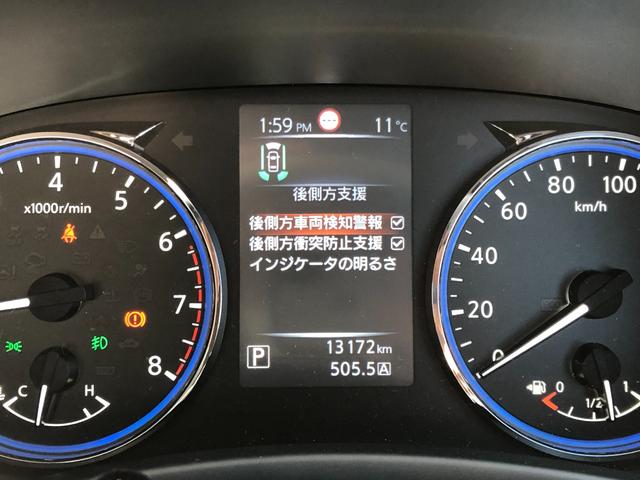 1:59 PM 11°C
後側方支援
後側方車両検知警報
後側方衝突防止支援
インジケータの明るさ
P 13172 km
505.5 A
4
5
x1000r/min
6
7
8
C H
100
80
60
km/h
40
20
0
0 1/2 1